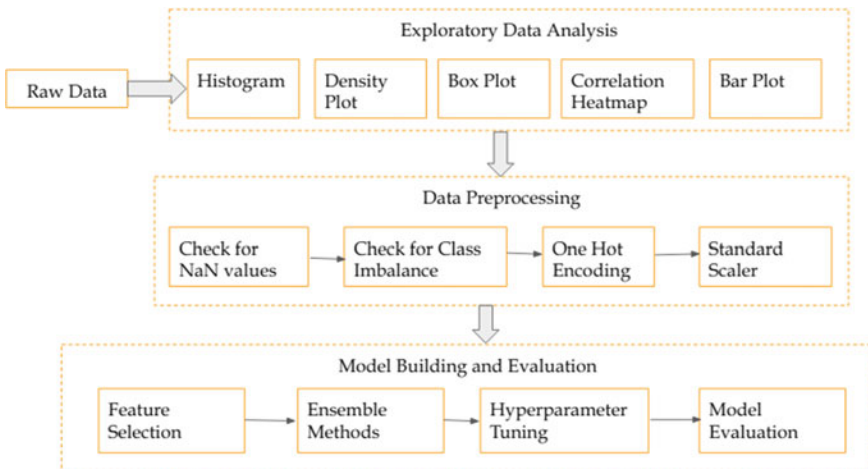 Exploratory Data Analysis
Raw Data
Histogram
Density
Plot
Box Plot
Correlation
Heatmap
Bar Plot
Data Preprocessing
Check for
NaN values
Check for Class
Imbalance
One Hot
Encoding
Standard
Scaler
Model Building and Evaluation
Feature
Selection
Ensemble
Methods
Hyperparameter
Tuning
Model
Evaluation